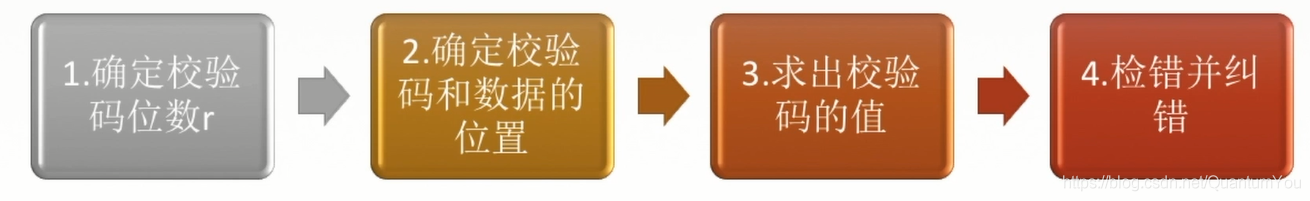 1.确定校验
码位数r
2.确定校验
码和数据的
位置
3.求出校验
码的值
4.检错并纠
错
https://blog.csdn.net/QuantumYou